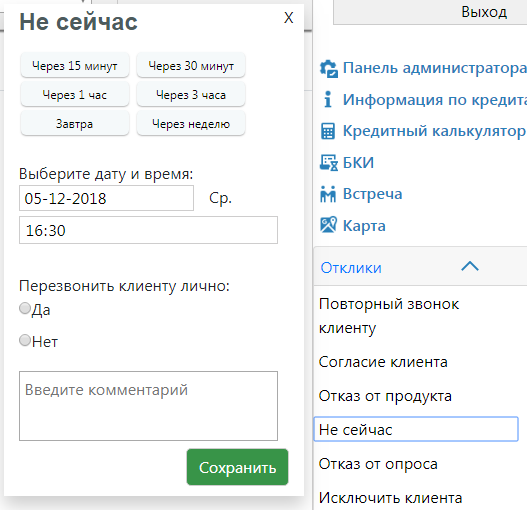 Не сейчас
X
Через 15 минут
Через 30 минут
Через 1 час
Через 3 часа
Завтра
Через неделю
Выберите дату и время:
05-12-2018
Ср.
16:30
Перезвонить клиенту лично:
Да
Нет
Введите комментарий
Сохранить
Выход
Панель администратора
Информация по кредита
Кредитный калькулятор
БКИ
Встреча
Карта
Отклики
Повторный звонок
клиенту
Согласие клиента
Отказ от продукта
Не сейчас
Отказ от опроса
Исключить клиента